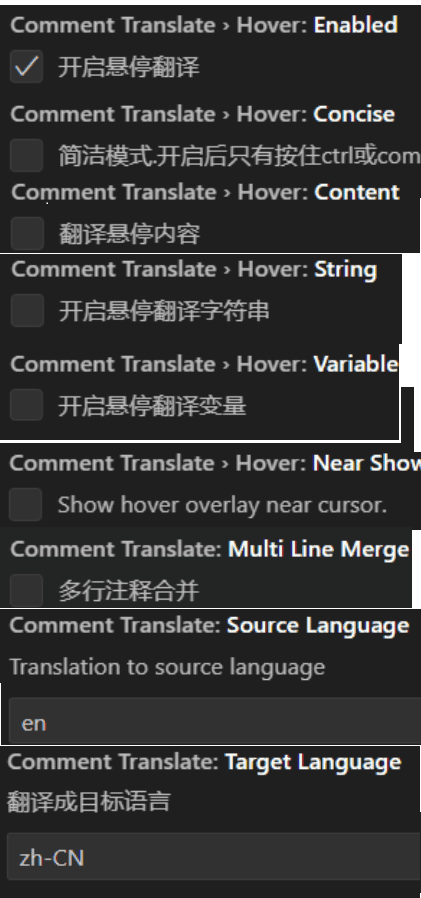 Comment Translate › Hover: Enabled
开启悬停翻译
Comment Translate › Hover: Concise
简洁模式.开启后只有按住ctrl或com
Comment Translate › Hover: Content
翻译悬停内容
Comment Translate › Hover: String
开启悬停翻译字符串
Comment Translate › Hover: Variable
开启悬停翻译变量
Comment Translate › Hover: Near Show
Show hover overlay near cursor.
Comment Translate: Multi Line Merge
多行注释合并
Comment Translate: Source Language
Translation to source language
en
Comment Translate: Target Language
翻译成目标语言
zh-CN